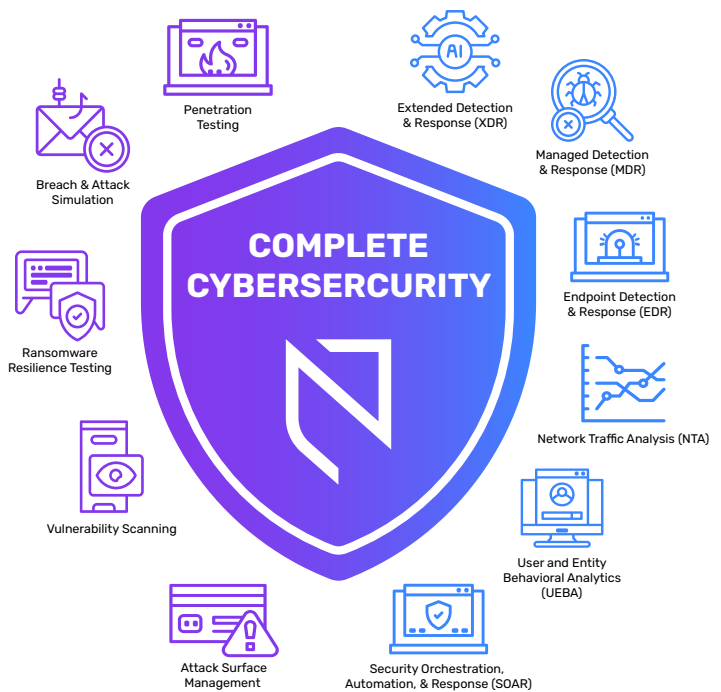 Penetration
Testing
AI
Extended Detection
& Response (XDR)
Managed Detection
& Response (MDR)
Breach & Attack
Simulation
COMPLETE
CYBERSERCURITY
Endpoint Detection
& Response (EDR)
Ransomware
Resilience Testing
Network Traffic Analysis (NTA)
Vulnerability Scanning
User and Entity
Behavioral Analytics
(UEBA)
Attack Surface
Management
Security Orchestration,
Automation, & Response (SOAR)